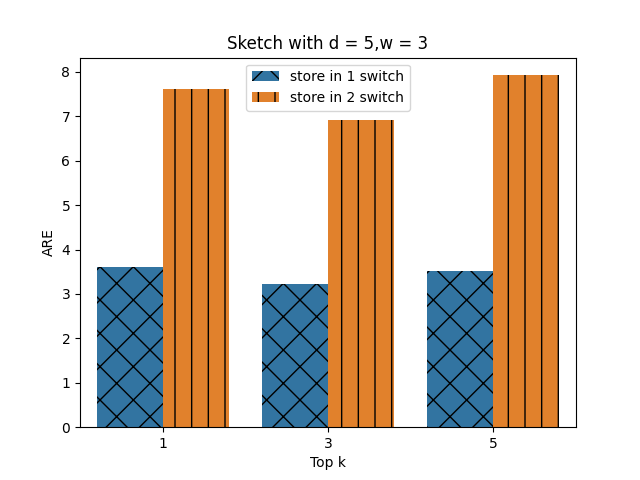 Sketch with d = 5,w = 3
store in 1 switch
store in 2 switch
8
7
6
5
4
3
2
1
0
ARE
1 3 5
Top k